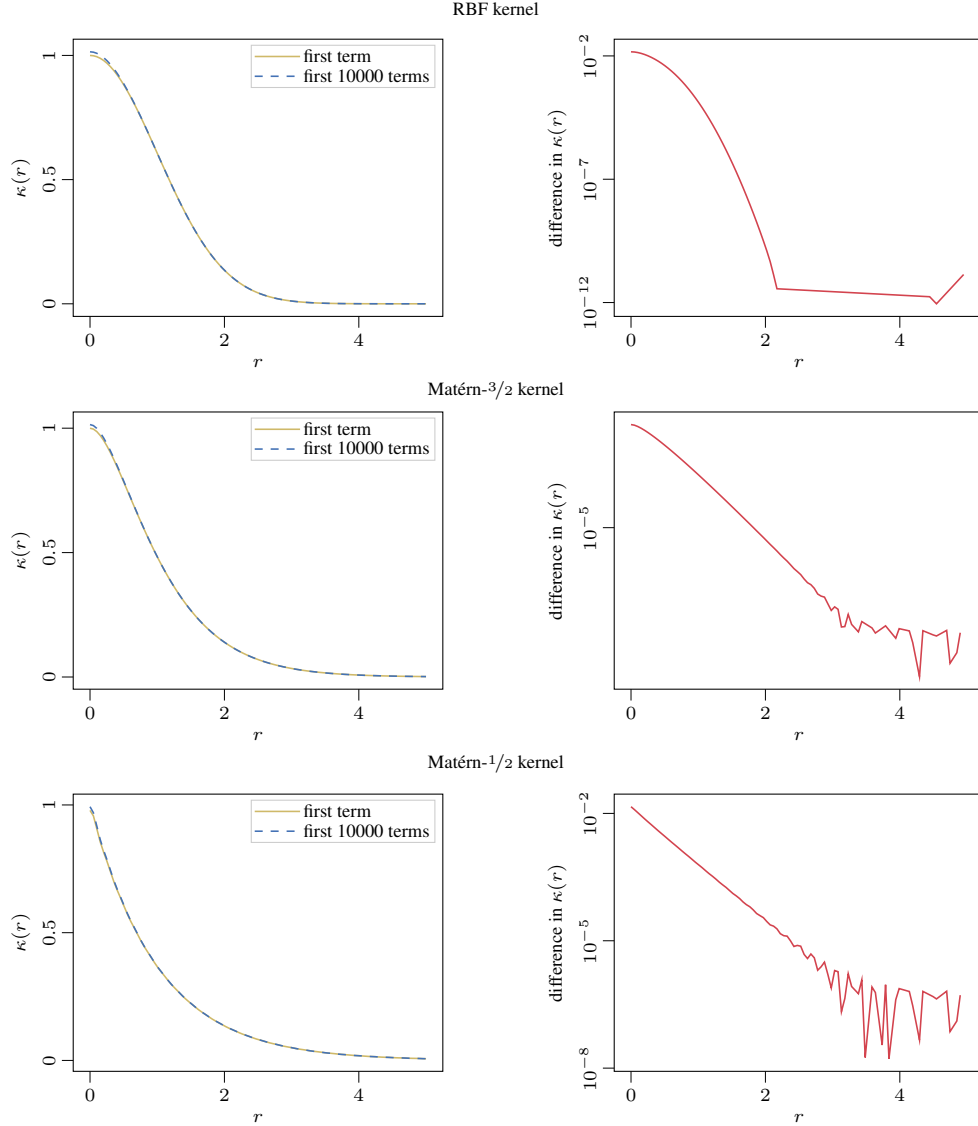 RBF kernel
1
0.5
0
κ(r)
first term
first 10000 terms
0
2
4
r
10−2
10−7
10−12
difference in κ(r)
0
2
4
r
Matérn-3/2 kernel
1
0.5
0
κ(r)
first term
first 10000 terms
0
2
4
r
10−5
difference in κ(r)
0
2
4
r
Matérn-1/2 kernel
1
0.5
0
κ(r)
first term
first 10000 terms
0
2
4
r
10−2
10−5
10−8
difference in κ(r)
0
2
4
r